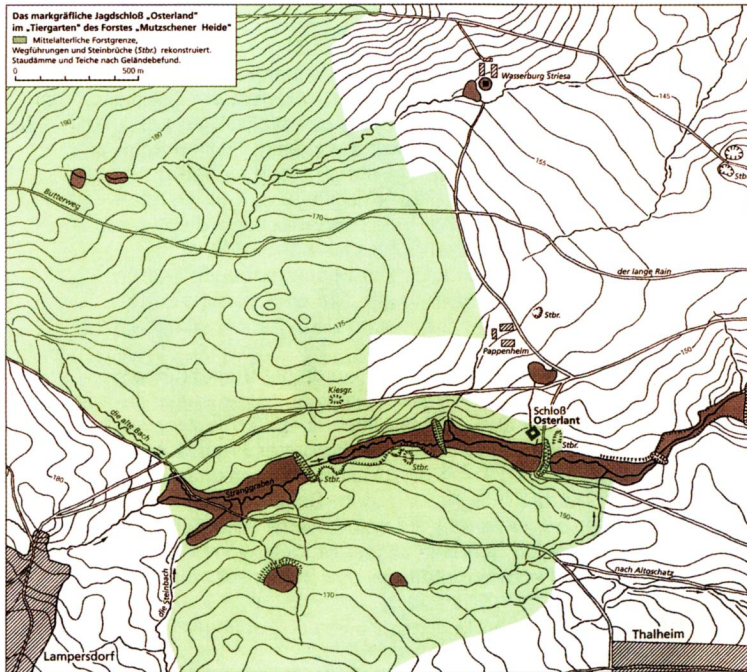 Das markgräfliche Jagdschloß „Osterland"
im „Tiergarten" des Forstes „Mutzschener Heide"
Mittelalterliche Forstgrenze,
Wegführungen und Steinbrüche (Stbr.) rekonstruiert.
Staudämme und Teiche nach Geländebefund.
0 500 m
Wasserburg Striesa
145
190
180
165
Stbr.
Butterweg
170
der lange Rain
175
Stbr.
Pappenheim
150
Kiesgr.
die alte Bach
Schloß
Osterlant
Stbr.
180
Stbr.
Stranggraben
Stbr.
150
nach Altoschatz
die Steinbach
170
Thalheim
Lampersdorf